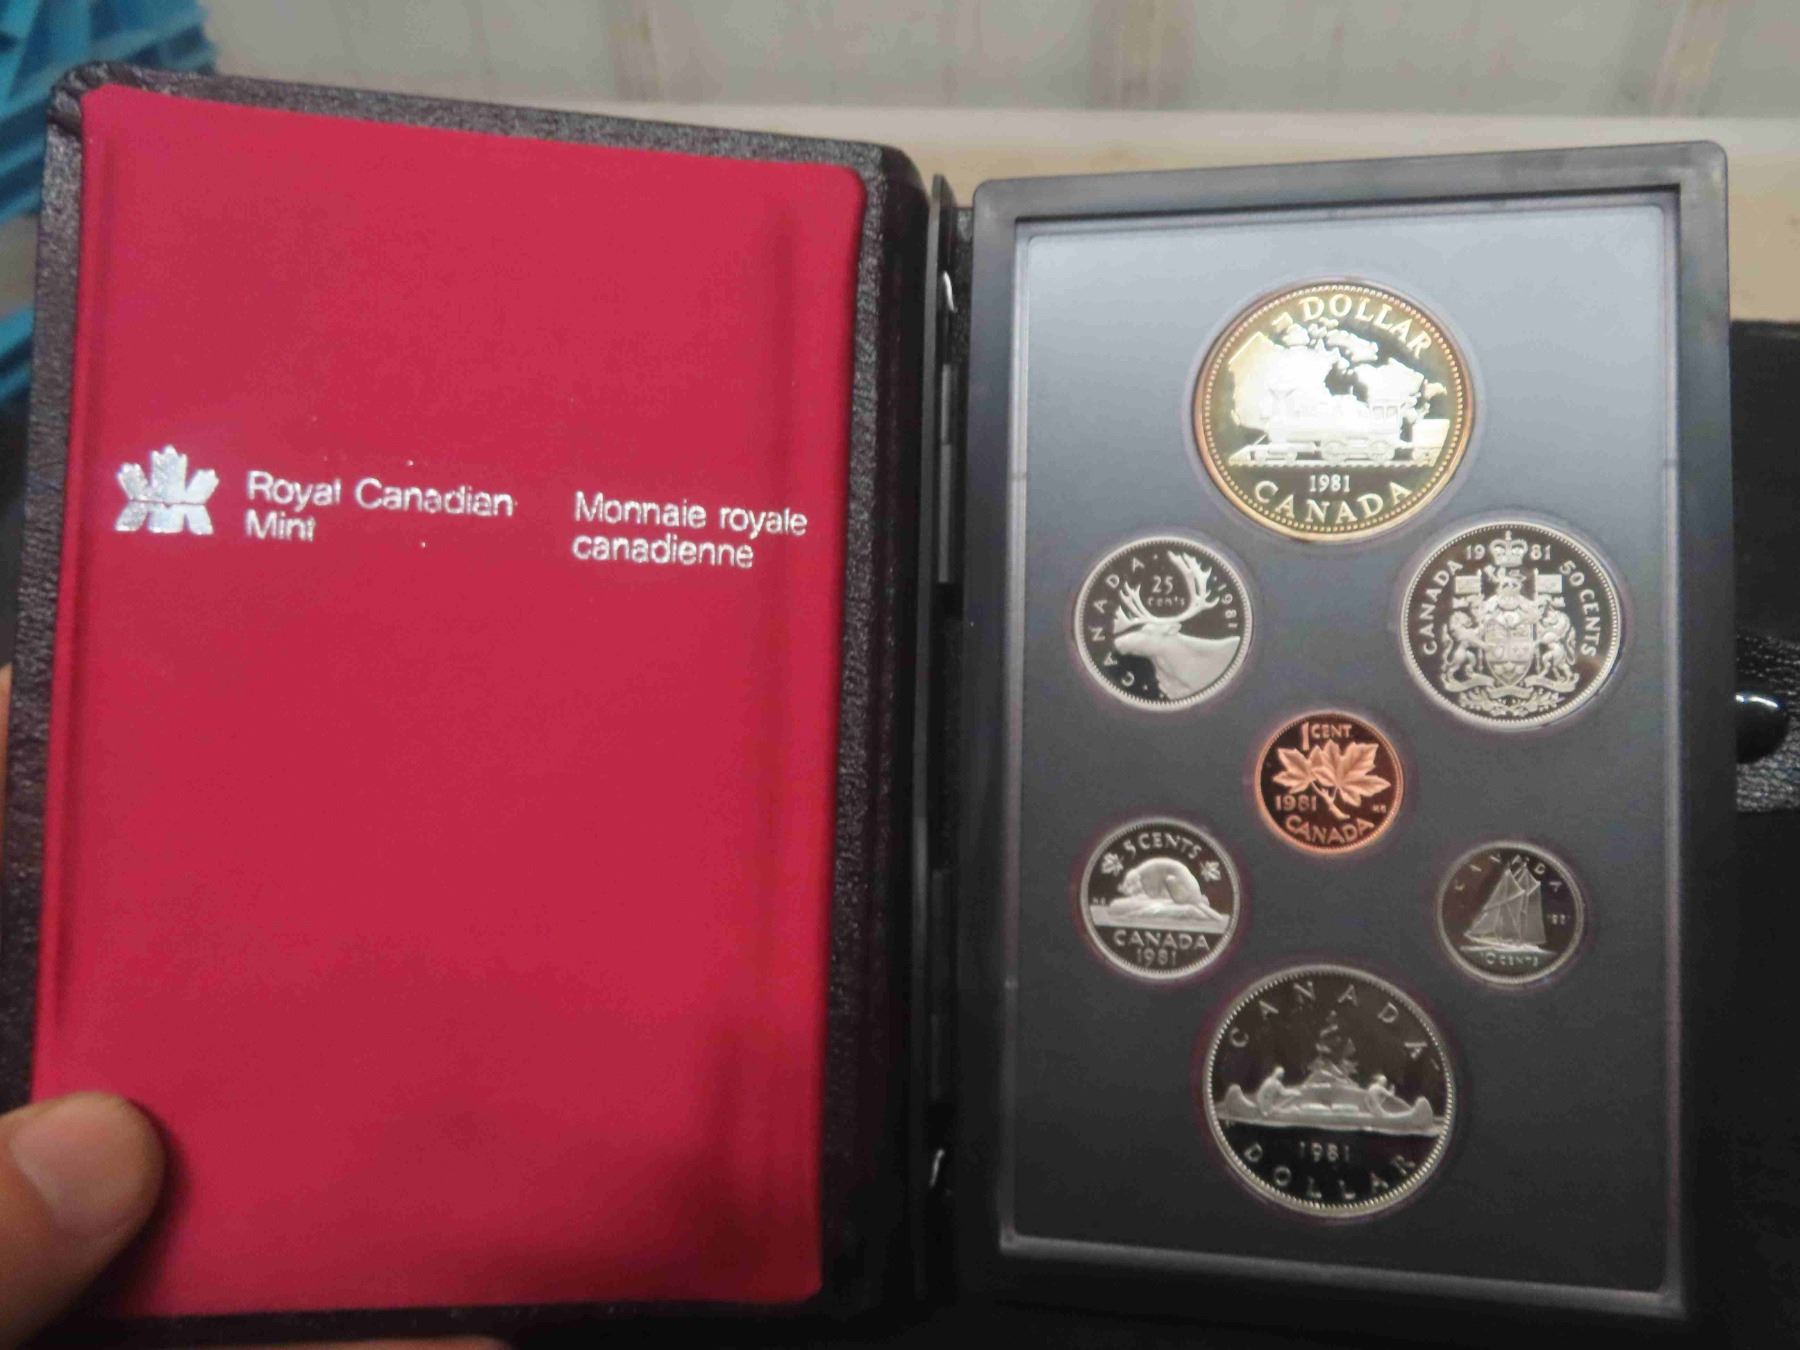 Royal Canadian
Mint
Monnaie royale
canadienne
DOLLAR
1981
CANADA
CANADA
25
cents
1981
19 81
CANADA
50 CENTS
1 CENT
1981
CANADA
5 CENTS
CANADA
1981
CANADA
1981
10 CENTS
CANADA
1981
DOLLAR